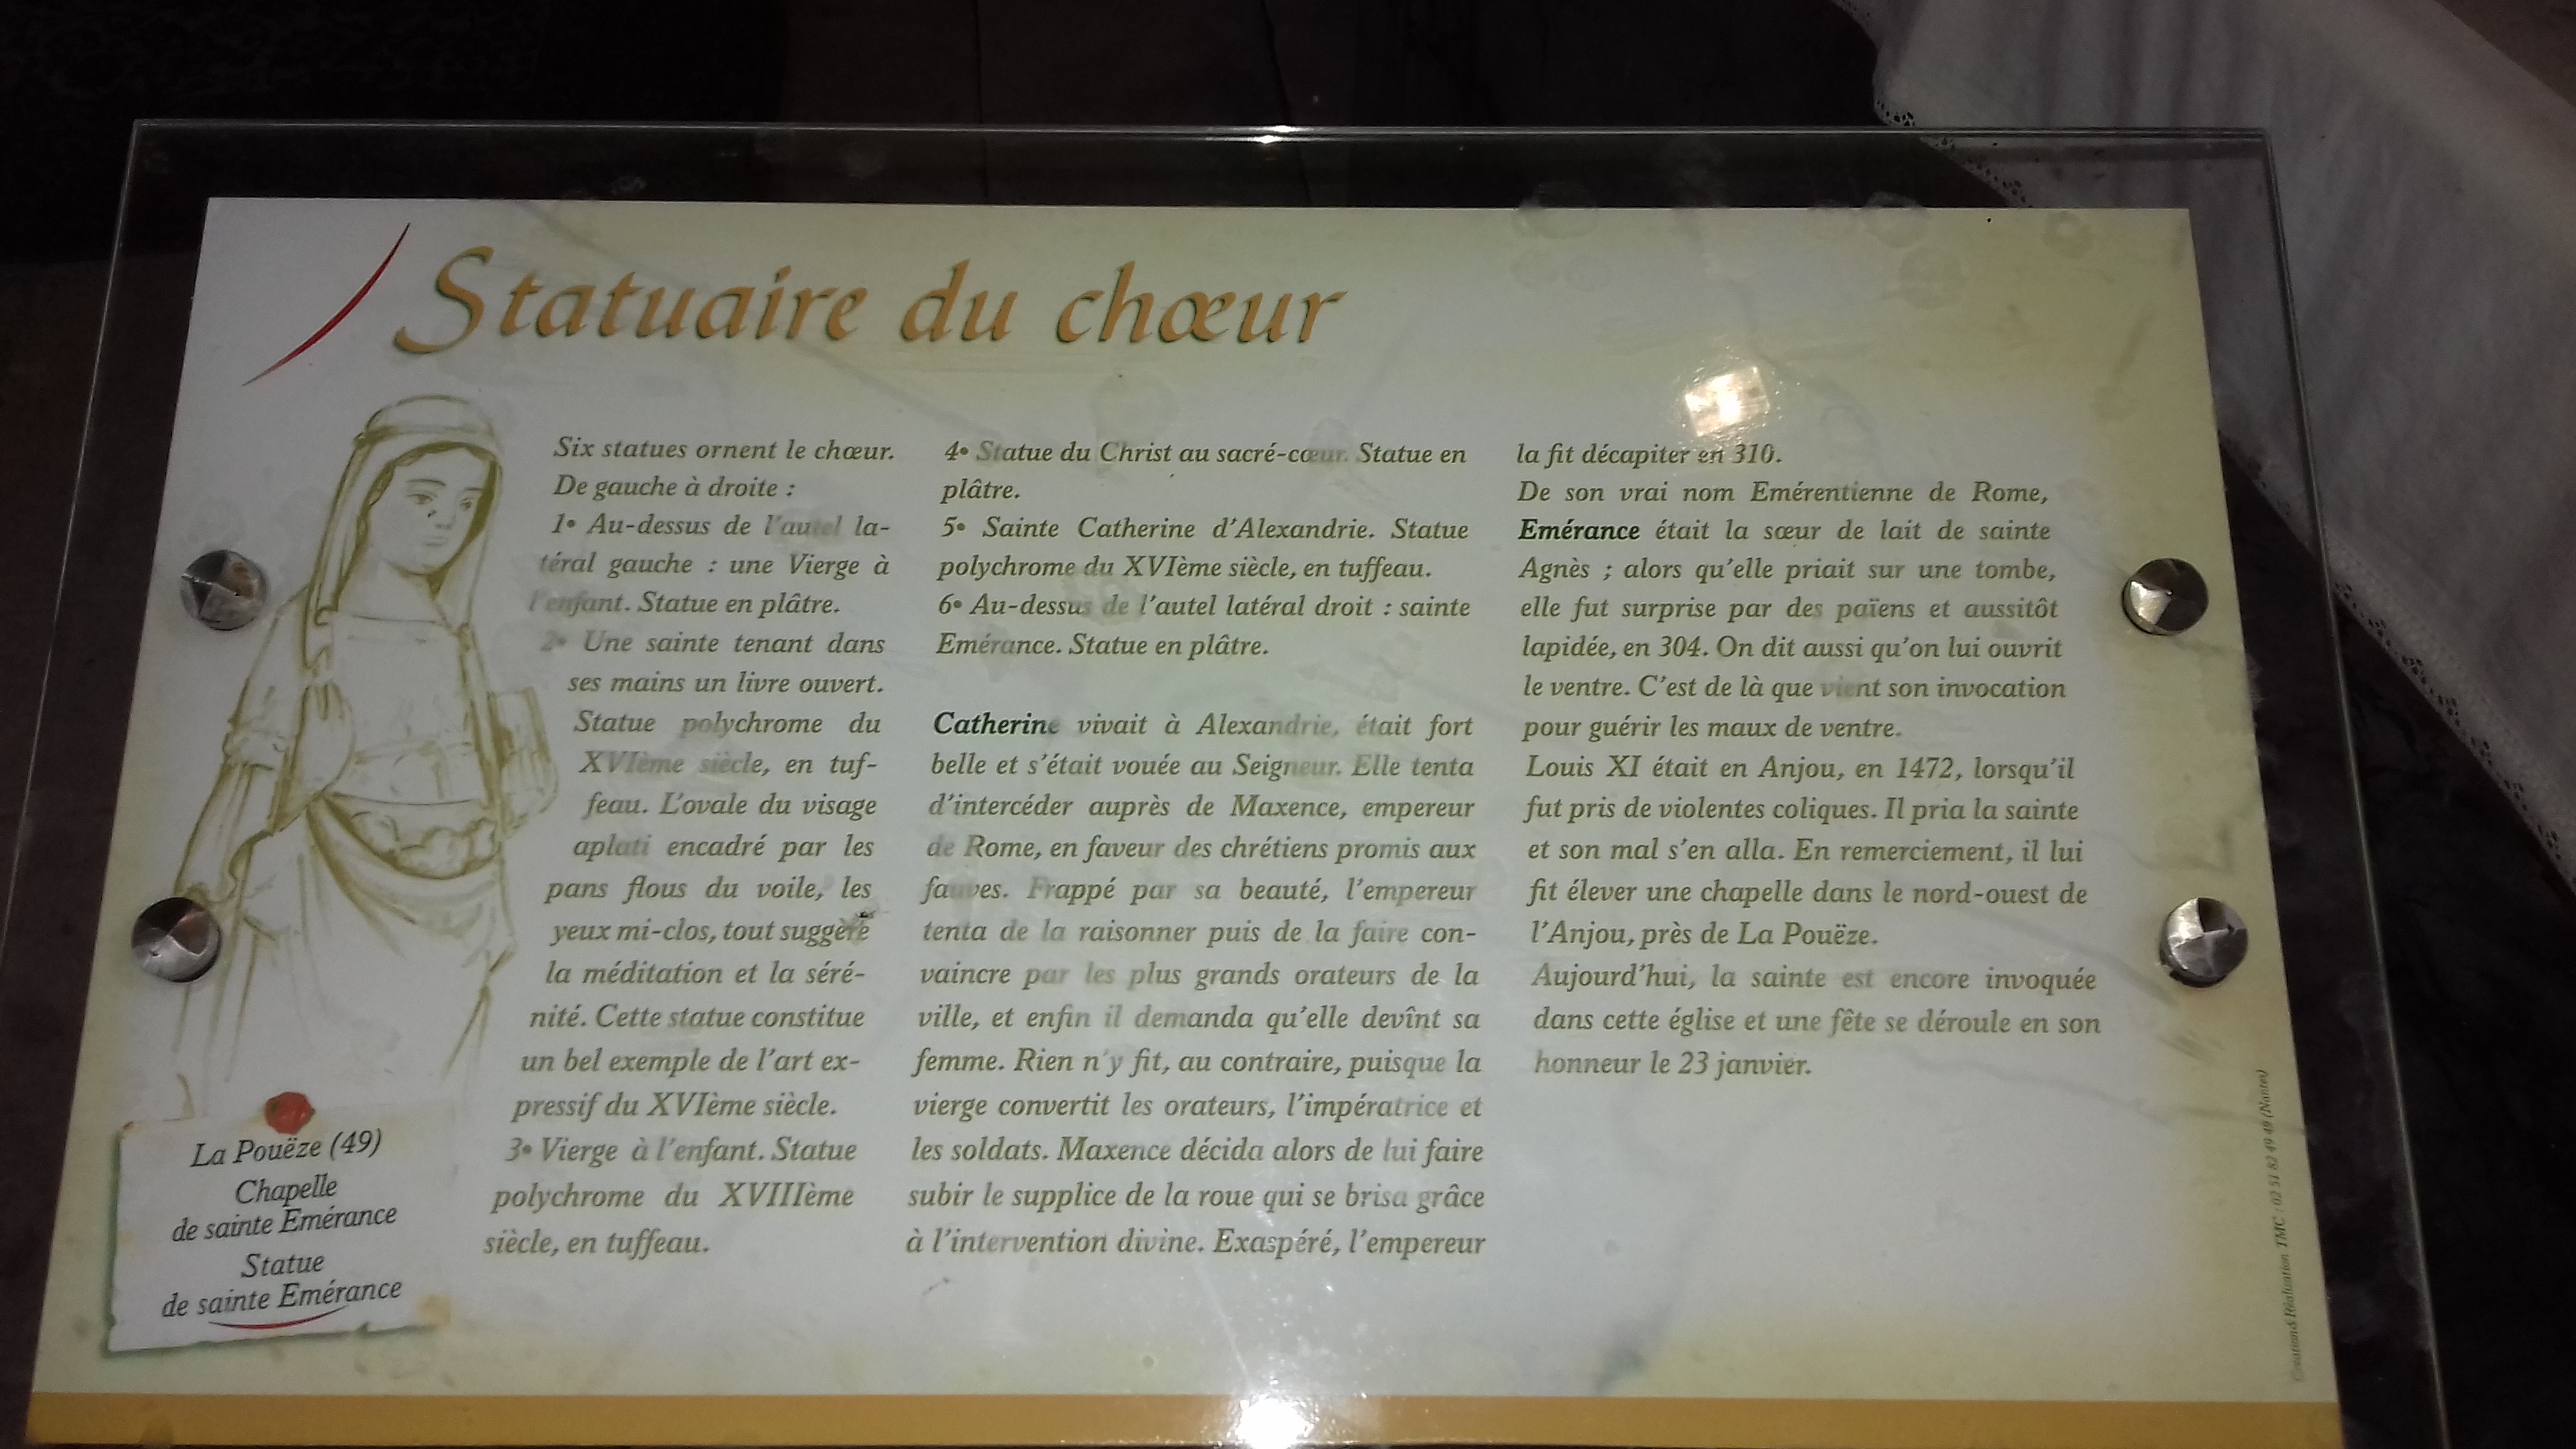 Statuaire du chœur
Six statues ornent le chœur.
De gauche à droite :
1• Au-dessus de l'autel la-
téral gauche : une Vierge à
l'enfant. Statue en plâtre.
2• Une sainte tenant dans
ses mains un livre ouvert.
Statue polychrome du
XVIème siècle, en tuf-
feau. L'ovale du visage
aplati encadré par les
pans flous du voile, les
yeux mi-clos, tout suggère
la méditation et la séré-
nité. Cette statue constitue
un bel exemple de l'art ex-
pressif du XVIème siècle.
3• Vierge à l'enfant. Statue
polychrome du XVIIIème
siècle, en tuffeau.
4• Statue du Christ au sacré-cœur. Statue en
plâtre.
5• Sainte Catherine d'Alexandrie. Statue
polychrome du XVIème siècle, en tuffeau.
6• Au-dessus de l'autel latéral droit : sainte
Emérance. Statue en plâtre.
Catherine vivait à Alexandrie, était fort
belle et s'était vouée au Seigneur. Elle tenta
d'intercéder auprès de Maxence, empereur
de Rome, en faveur des chrétiens promis aux
fauves. Frappé par sa beauté, l'empereur
tenta de la raisonner puis de la faire con-
vaincre par les plus grands orateurs de la
ville, et enfin il demanda qu'elle devînt sa
femme. Rien n'y fit, au contraire, puisque la
vierge convertit les orateurs, l'impératrice et
les soldats. Maxence décida alors de lui faire
subir le supplice de la roue qui se brisa grâce
à l'intervention divine. Exaspéré, l'empereur
la fit décapiter en 310.
De son vrai nom Emérentienne de Rome,
Emérance était la sœur de lait de sainte
Agnès ; alors qu'elle priait sur une tombe,
elle fut surprise par des païens et aussitôt
lapidée, en 304. On dit aussi qu'on lui ouvrit
le ventre. C'est de là que vient son invocation
pour guérir les maux de ventre.
Louis XI était en Anjou, en 1472, lorsqu'il
fut pris de violentes coliques. Il pria la sainte
et son mal s'en alla. En remerciement, il lui
fit élever une chapelle dans le nord-ouest de
l'Anjou, près de La Pouëze.
Aujourd'hui, la sainte est encore invoquée
dans cette église et une fête se déroule en son
honneur le 23 janvier.
La Pouëze (49)
Chapelle
de sainte Emérance
Statue
de sainte Emérance
Création & Réalisation TMC : 02 51 82 49 49 (Nantes)